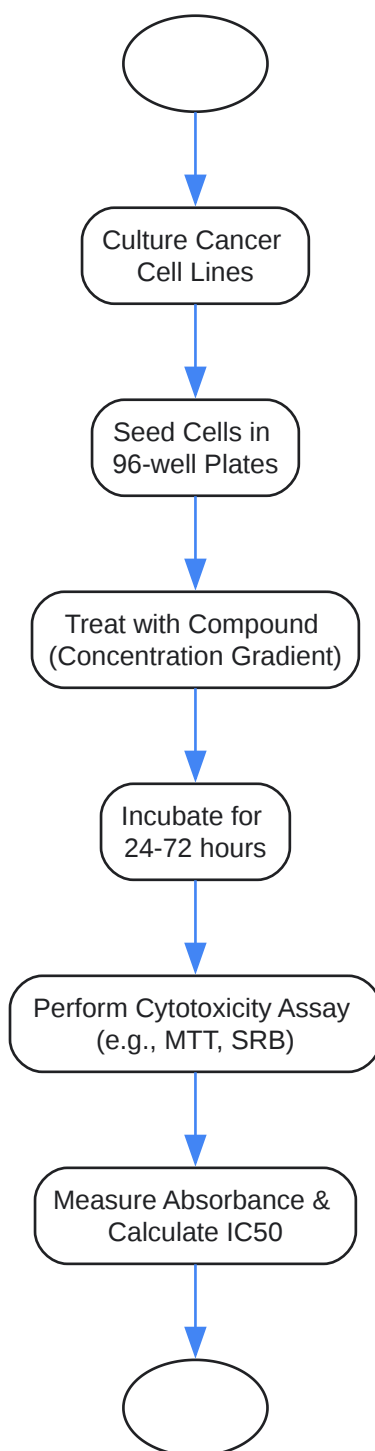 Culture Cancer
Cell Lines
Seed Cells in
96-well Plates
Treat with Compound
(Concentration Gradient)
Incubate for
24-72 hours
Perform Cytotoxicity Assay
(e.g., MTT, SRB)
Measure Absorbance &
Calculate IC50